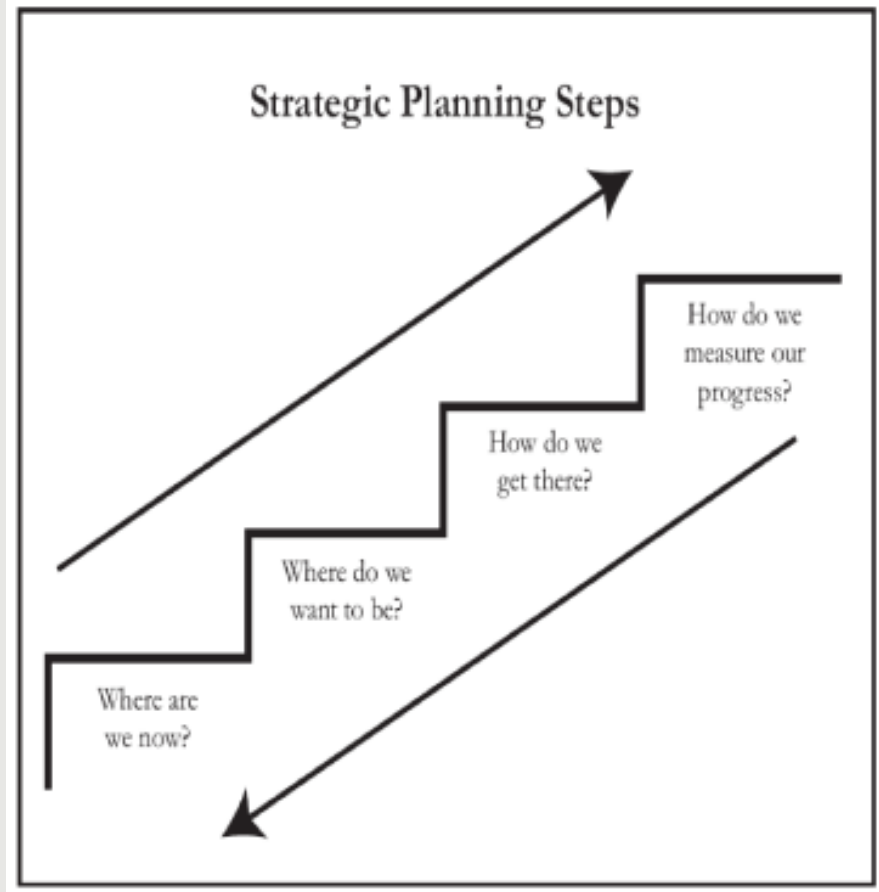 Strategic Planning Steps
How do we
measure our
progress?
How do we
get there?
Where do we
want to be?
Where are
we now?